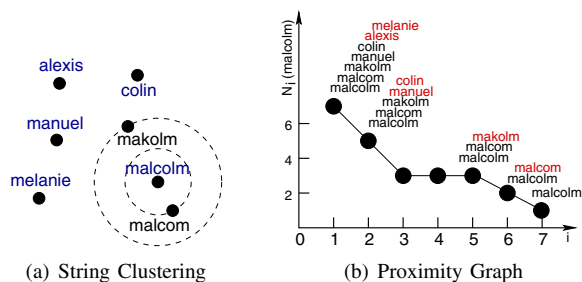 alexis
colin
manuel
makolm
malcolm
melanie
malcom
(a) String Clustering
N_i (malcolm)
6
4
2
0
1
2
3
4
5
6
7
i
melanie
alexis
colin
manuel
makolm
malcom
malcolm
colin
manuel
makolm
malcom
malcolm
makolm
malcom
malcolm
malcom
malcolm
malcolm
(b) Proximity Graph